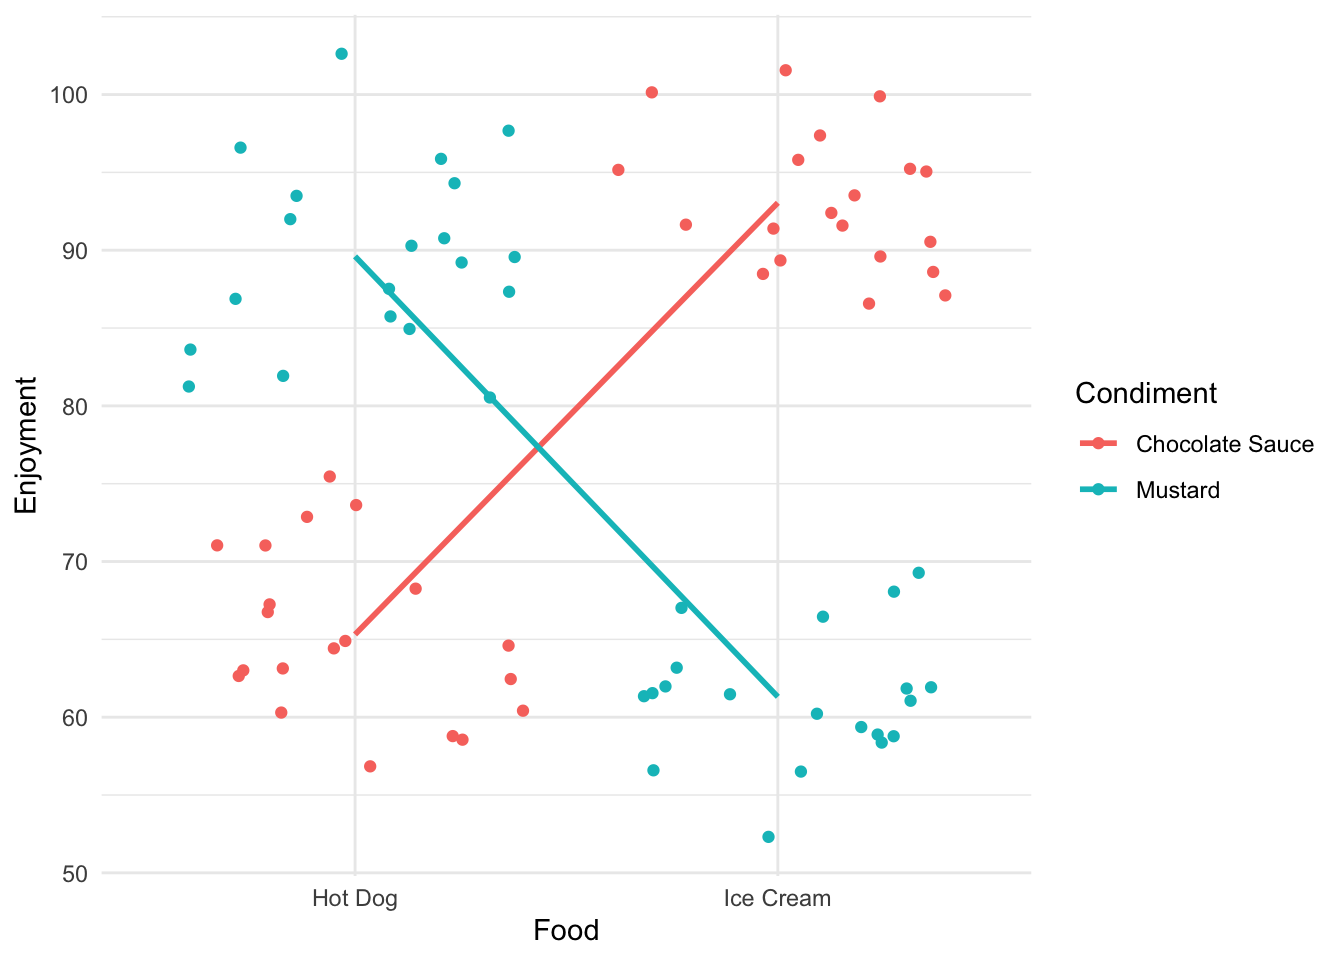 100
90
80
70
60
50
Enjoyment
Hot Dog
Ice Cream
Food
Condiment
Chocolate Sauce
Mustard